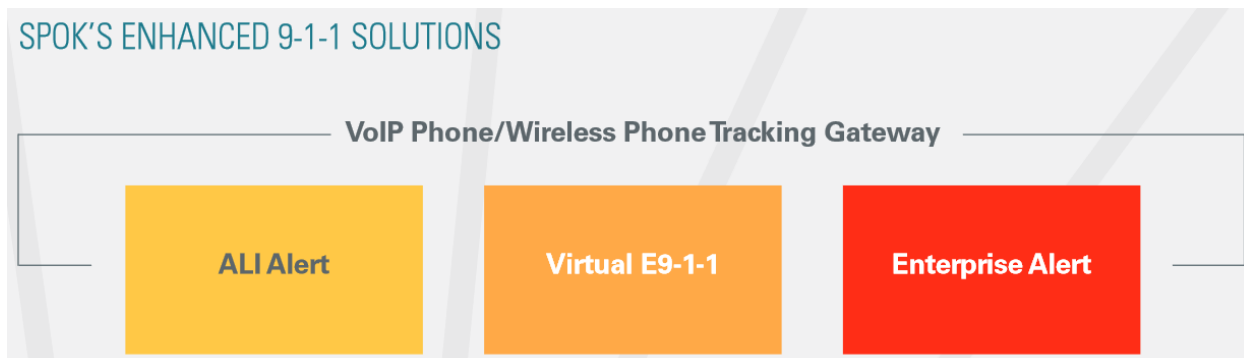 SPOK'S ENHANCED 9-1-1 SOLUTIONS
VoIP Phone/Wireless Phone Tracking Gateway
ALI Alert
Virtual E9-1-1
Enterprise Alert